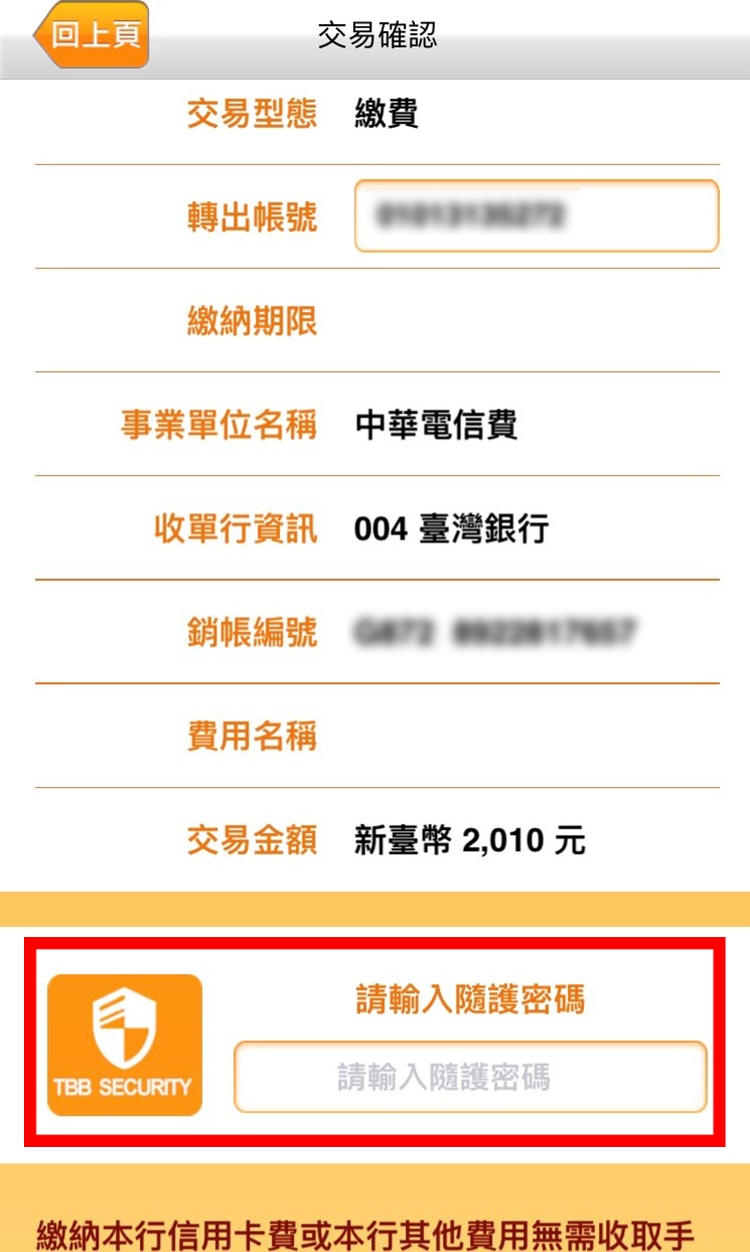 回上頁 交易確認
交易型態 繳費
轉出帳號
繳納期限
事業單位名稱 中華電信費
收單行資訊 004 臺灣銀行
銷帳編號
費用名稱
交易金額 新臺幣 2,010 元
請輸入隨護密碼
請輸入隨護密碼
TBB SECURITY
繳納本行信用卡費或本行其他費用無需收取手